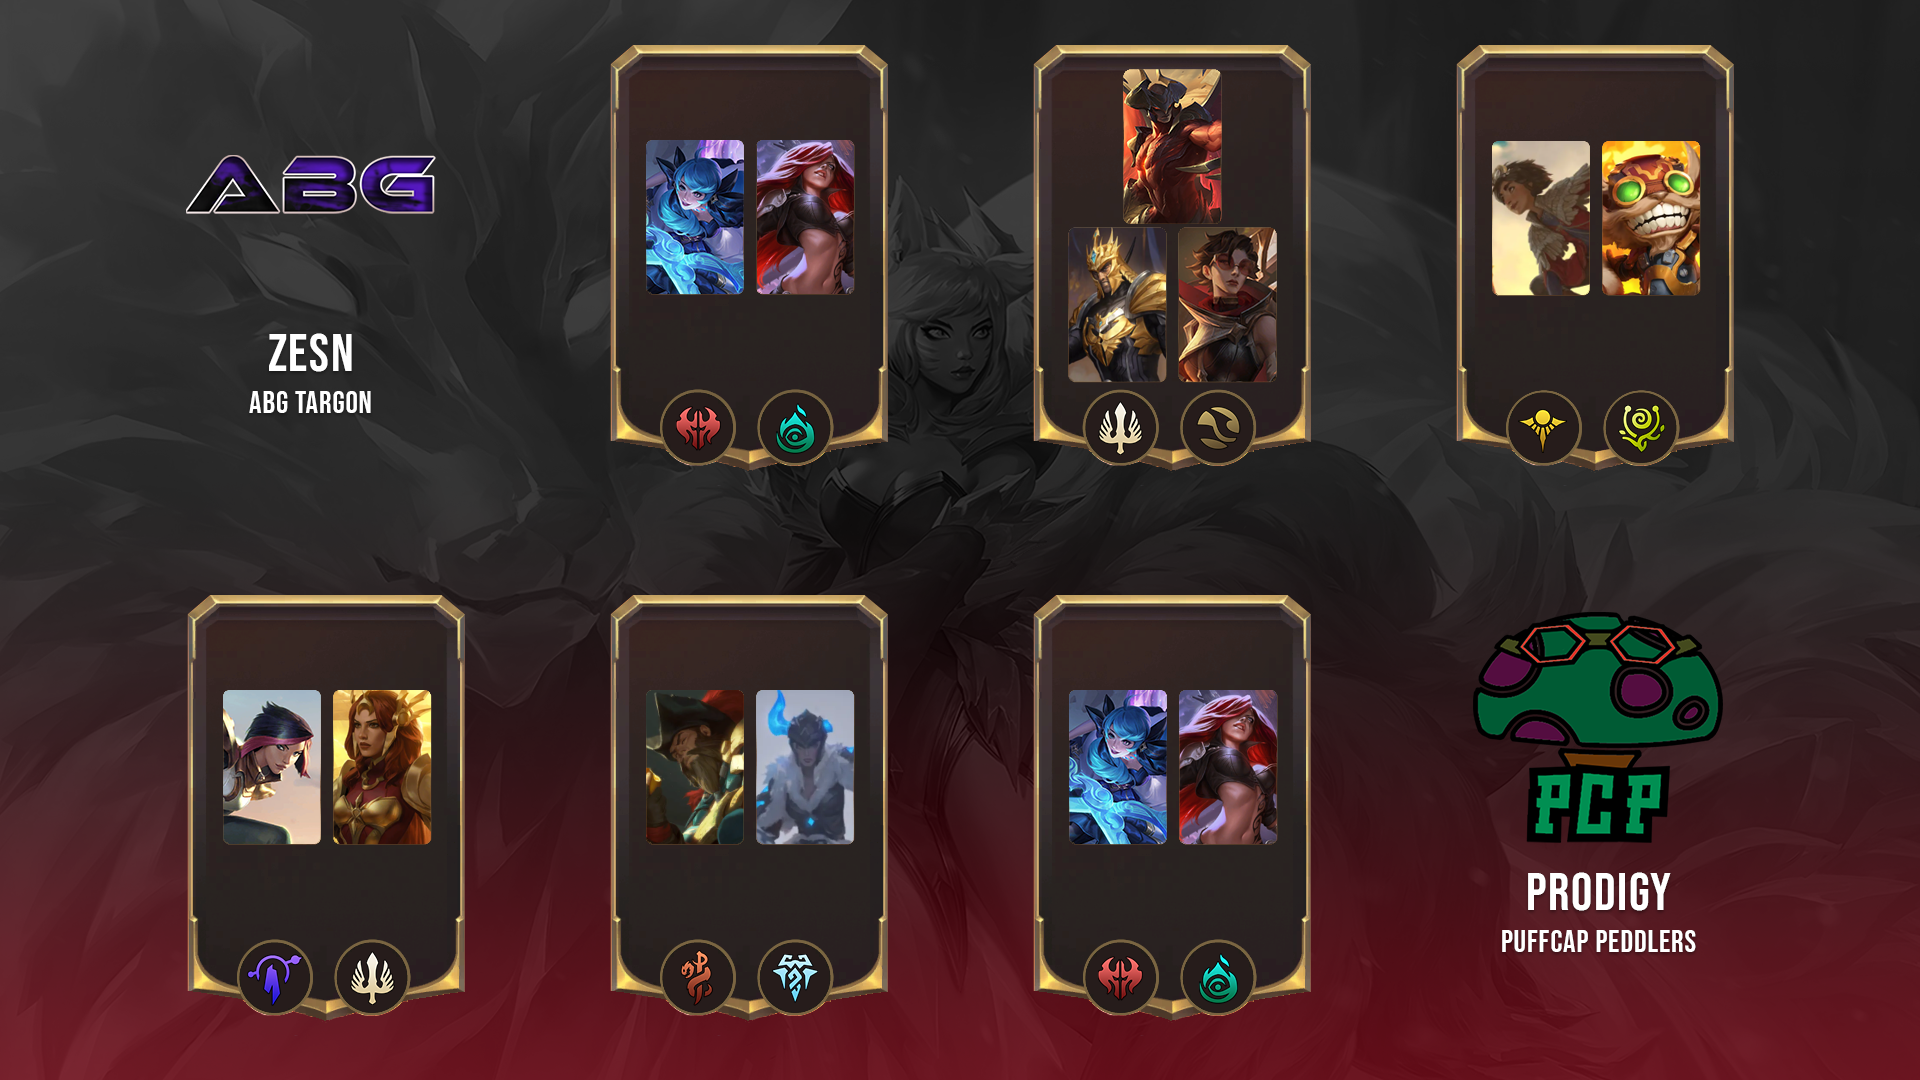 ABG
ZESN
ABG TARGON
PCP
PRODIGY
PUFFCAP PEDDLERS